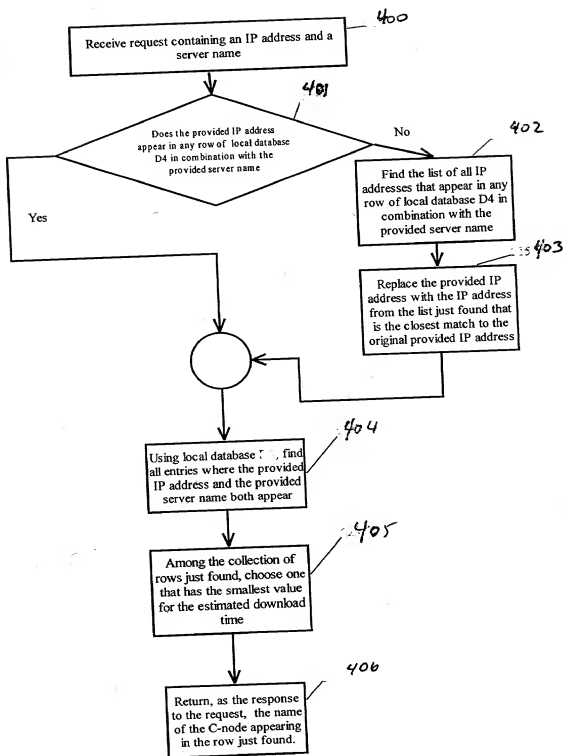 400
Receive request containing an IP address and a
server name
401
Does the provided IP address
appear in any row of local database
D4 in combination with the
provided server name
No
Yes
402
Find the list of all IP
addresses that appear in any
row of local database D4 in
combination with the
provided server name
403
Replace the provided IP
address with the IP address
from the list just found that
is the closest match to the
original provided IP address
404
Using local database , find
all entries where the provided
IP address and the provided
server name both appear
405
Among the collection of
rows just found, choose one
that has the smallest value
for the estimated download
time
406
Return, as the response
to the request, the name
of the C-node appearing
in the row just found.